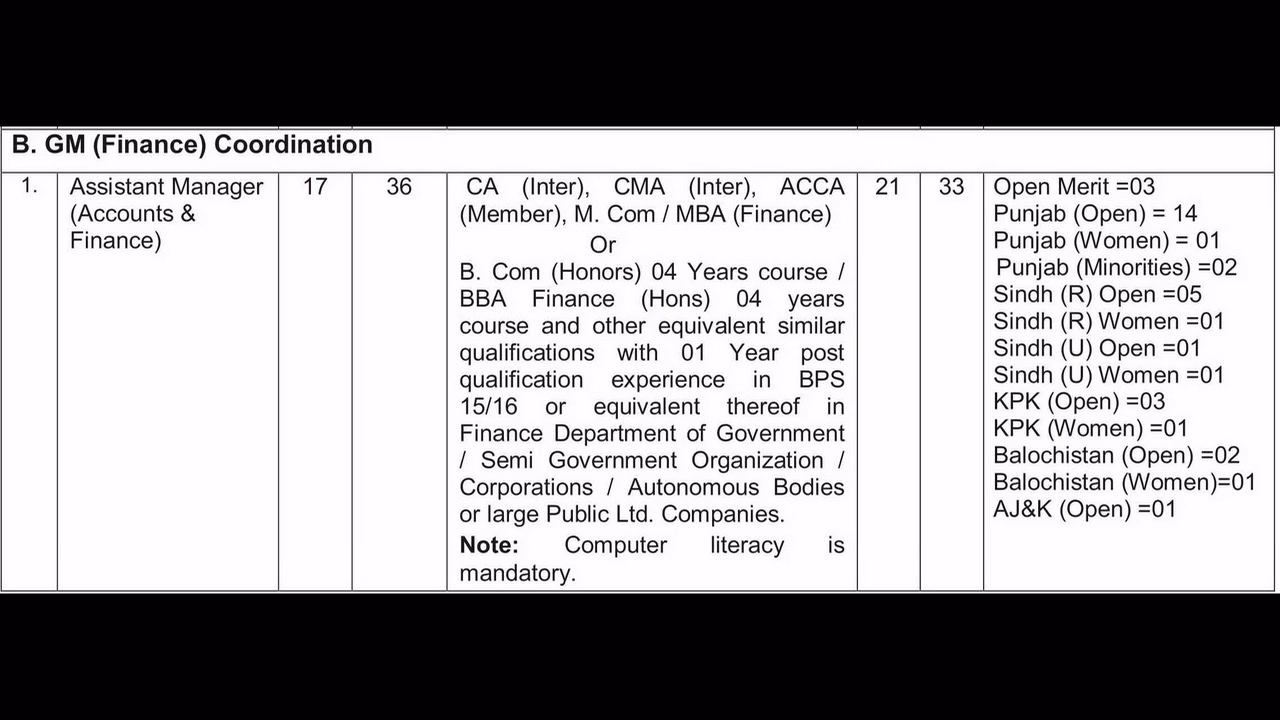 B. GM (Finance) Coordination
1.
Assistant Manager
(Accounts &
Finance)
17
36
CA (Inter), CMA (Inter), ACCA
(Member), M. Com / MBA (Finance)
Or
B. Com (Honors) 04 Years course /
BBA Finance (Hons) 04 years
course and other equivalent similar
qualifications with 01 Year post
qualification experience in BPS
15/16 or equivalent thereof in
Finance Department of Government
/ Semi Government Organization /
Corporations / Autonomous Bodies
or large Public Ltd. Companies.
Note: Computer literacy is
mandatory.
21
33
Open Merit =03
Punjab (Open) = 14
Punjab (Women) = 01
Punjab (Minorities) =02
Sindh (R) Open =05
Sindh (R) Women =01
Sindh (U) Open =01
Sindh (U) Women =01
KPK (Open) =03
KPK (Women) =01
Balochistan (Open) =02
Balochistan (Women)=01
AJ&K (Open) =01